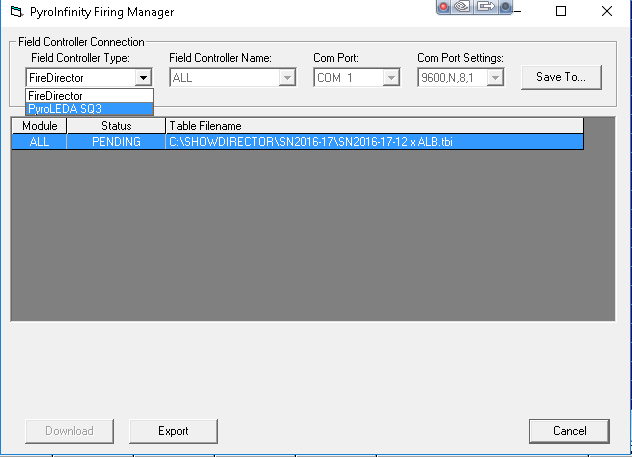 PyroInfinity Firing Manager
Field Controller Connection
Field Controller Type: Field Controller Name: Com Port: Com Port Settings:
FireDirector ALL COM 1 9600,N,8,1 Save To...
FireDirector
PyroLEDA SQ3
Module Status Table Filename
ALL PENDING C:\SHOWDIRECTOR\SN2016-17\SN2016-17-12 x ALB.tbi
Download Export Cancel